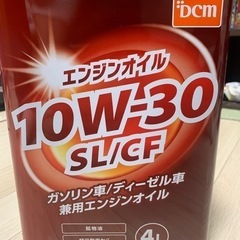 DCM
エンジンオイル
10W-30
SL/CF
ガソリン車/ディーゼル車
兼用エンジンオイル
鉱物油
4L